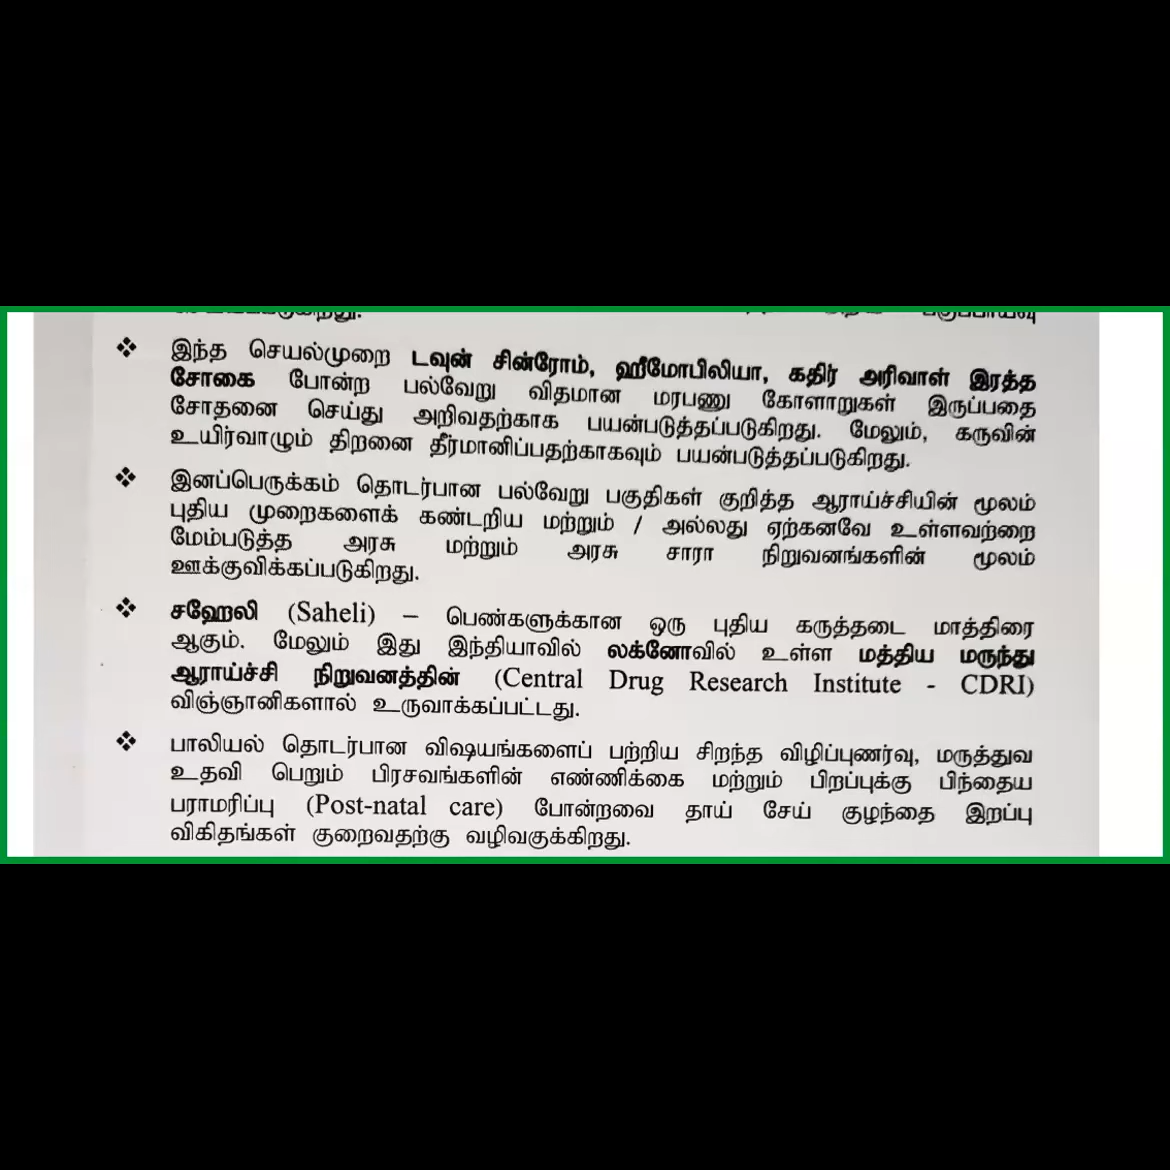 ❖ இந்த செயல்முறை டவுன் சின்ரோம், ஹீமோபிலியா, கதிர் அரிவாள் இரத்த
சோகை போன்ற பல்வேறு விதமான மரபணு கோளாறுகள் இருப்பதை
சோதனை செய்து அறிவதற்காக பயன்படுத்தப்படுகிறது. மேலும், கருவின்
உயிர்வாழும் திறனை தீர்மானிப்பதற்காகவும் பயன்படுத்தப்படுகிறது.
❖ இனப்பெருக்கம் தொடர்பான பல்வேறு பகுதிகள் குறித்த ஆராய்ச்சியின் மூலம்
புதிய முறைகளைக் கண்டறிய மற்றும் / அல்லது ஏற்கனவே உள்ளவற்றை
மேம்படுத்த அரசு மற்றும் அரசு சாரா நிறுவனங்களின் மூலம்
ஊக்குவிக்கப்படுகிறது.
❖ சஹேலி (Saheli) – பெண்களுக்கான ஒரு புதிய கருத்தடை மாத்திரை
ஆகும். மேலும் இது இந்தியாவில் லக்னோவில் உள்ள மத்திய மருந்து
ஆராய்ச்சி நிறுவனத்தின் (Central Drug Research Institute - CDRI)
விஞ்ஞானிகளால் உருவாக்கப்பட்டது.
❖ பாலியல் தொடர்பான விஷயங்களைப் பற்றிய சிறந்த விழிப்புணர்வு, மருத்துவ
உதவி பெறும் பிரசவங்களின் எண்ணிக்கை மற்றும் பிறப்புக்கு பிந்தைய
பராமரிப்பு (Post-natal care) போன்றவை தாய் சேய் குழந்தை இறப்பு
விகிதங்கள் குறைவதற்கு வழிவகுக்கிறது.